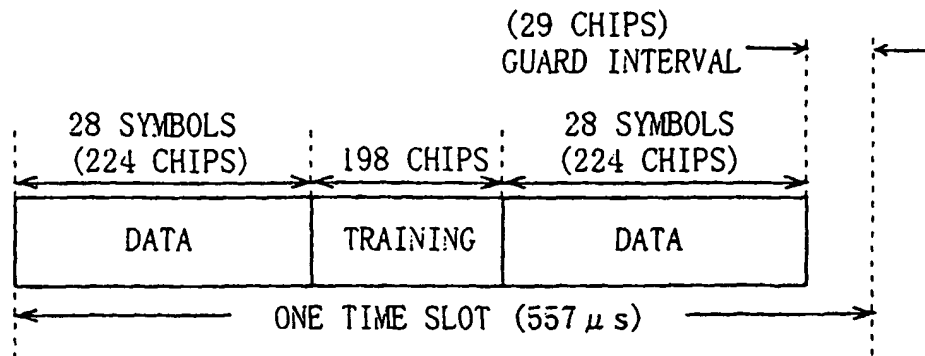 (29 CHIPS)
GUARD INTERVAL
28 SYMBOLS
(224 CHIPS)
198 CHIPS
28 SYMBOLS
(224 CHIPS)
DATA
TRAINING
DATA
ONE TIME SLOT (557μs)